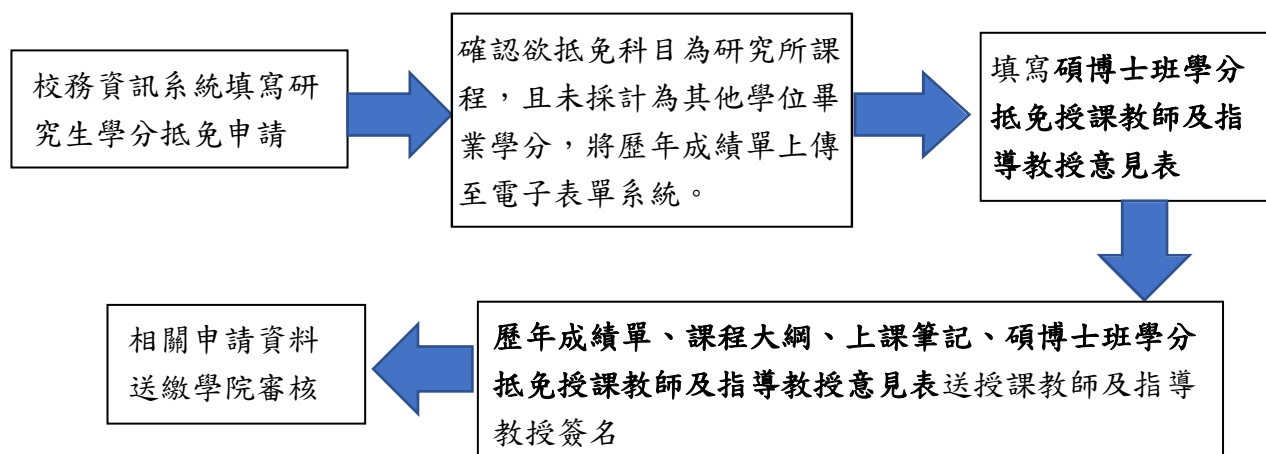 校務資訊系統填寫研
究生學分抵免申請
確認欲抵免科目為研究所課
程，且未採計為其他學位畢
業學分，將歷年成績單上傳
至電子表單系統。
填寫碩博士班學分
抵免授課教師及指
導教授意見表
歷年成績單、課程大綱、上課筆記、碩博士班學分
抵免授課教師及指導教授意見表送授課教師及指導
教授簽名
相關申請資料
送繳學院審核